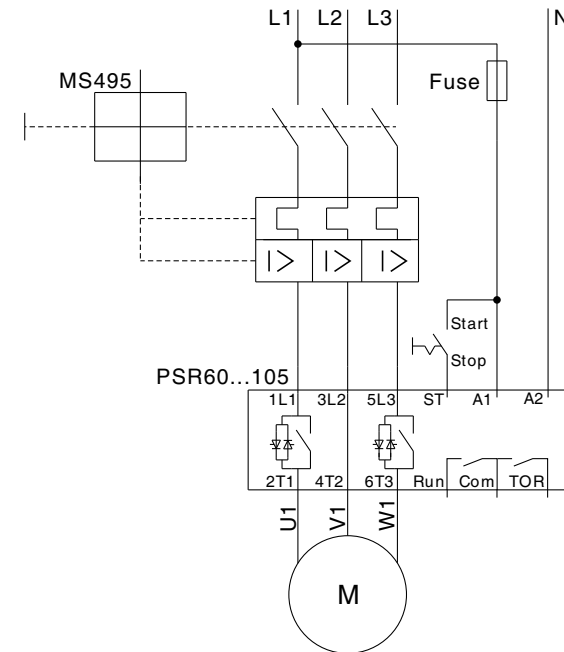 L1 L2 L3 N
MS495
Fuse
I> I> I>
Start
Stop
PSR60...105
1L1 3L2 5L3 ST A1 A2
2T1 4T2 6T3 Run Com TOR
U1 V1 W1
M